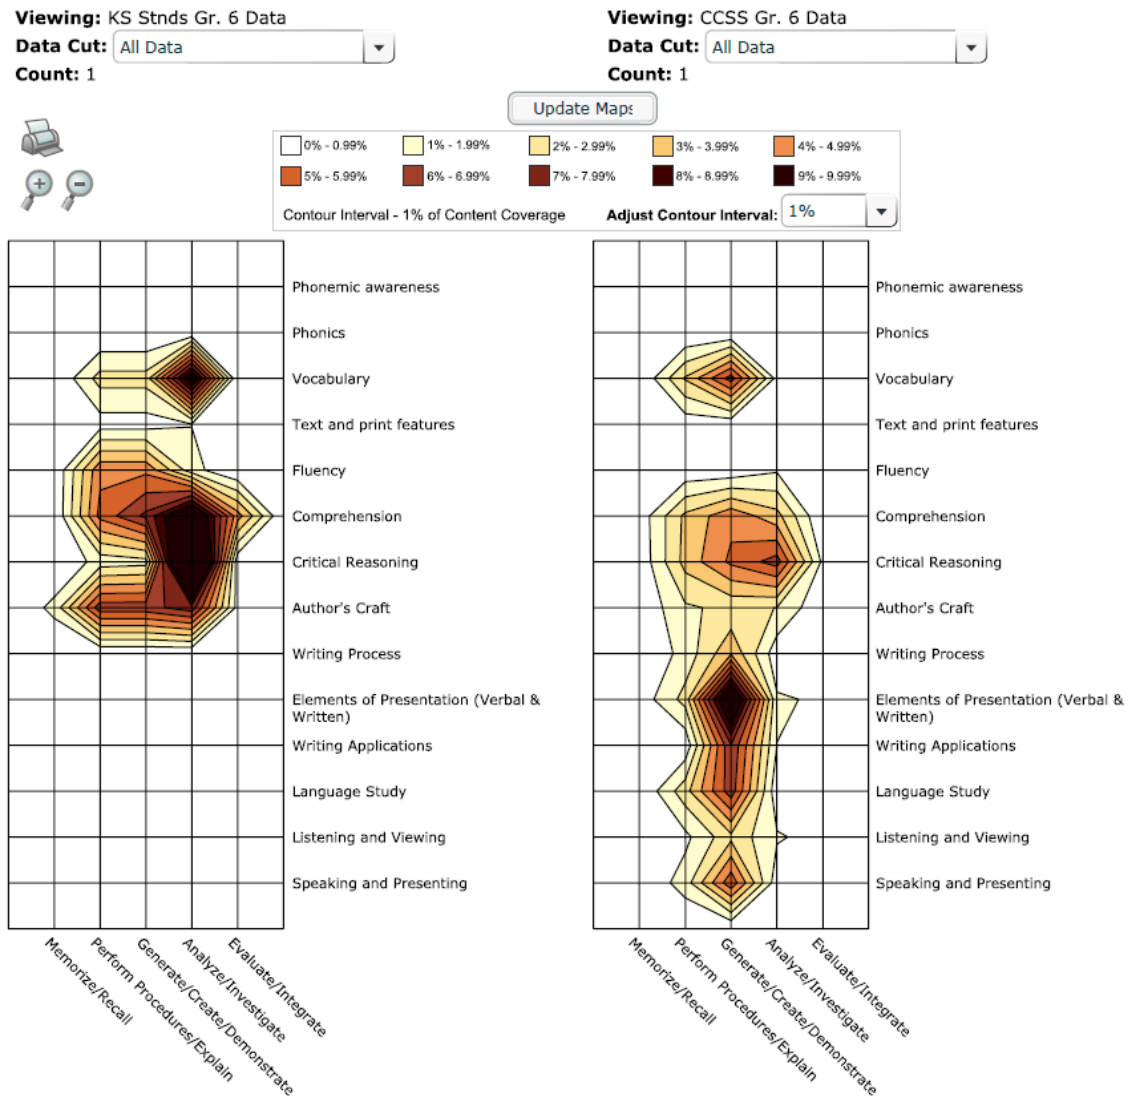 Viewing: KS Stnds Gr. 6 Data
Data Cut: All Data
Count: 1
Viewing: CCSS Gr. 6 Data
Data Cut: All Data
Count: 1
Update Maps
0% - 0.99% 1% - 1.99% 2% - 2.99% 3% - 3.99% 4% - 4.99%
5% - 5.99% 6% - 6.99% 7% - 7.99% 8% - 8.99% 9% - 9.99%
Contour Interval - 1% of Content Coverage Adjust Contour Interval: 1%
Phonemic awareness
Phonics
Vocabulary
Text and print features
Fluency
Comprehension
Critical Reasoning
Author's Craft
Writing Process
Elements of Presentation (Verbal &
Written)
Writing Applications
Language Study
Listening and Viewing
Speaking and Presenting
Memorize/Recall
Perform Procedures/Explain
Generate/Create/Demonstrate
Analyze/Investigate
Evaluate/Integrate
Phonemic awareness
Phonics
Vocabulary
Text and print features
Fluency
Comprehension
Critical Reasoning
Author's Craft
Writing Process
Elements of Presentation (Verbal &
Written)
Writing Applications
Language Study
Listening and Viewing
Speaking and Presenting
Memorize/Recall
Perform Procedures/Explain
Generate/Create/Demonstrate
Analyze/Investigate
Evaluate/Integrate